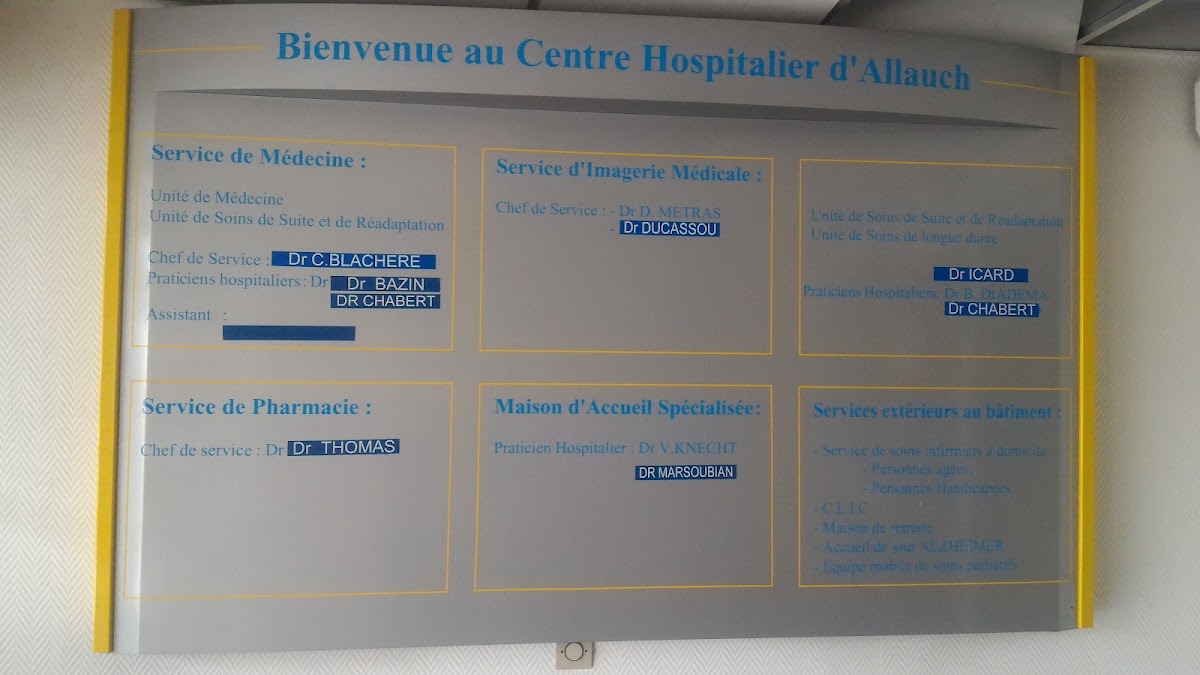 Bienvenue au Centre Hospitalier d'Allauch
Service de Médecine :
Unité de Médecine
Unité de Soins de Suite et de Réadaptation
Chef de Service : Dr C.BLACHERE
Praticiens hospitaliers : Dr Dr BAZIN
DR CHABERT
Assistant :
Service d'Imagerie Médicale :
Chef de Service : - Dr D. METRAS
- Dr DUCASSOU
Unité de Soins de Suite et de Réadaptation
Unité de Soins de longue durée
Dr ICARD
Praticiens Hospitaliers: Dr B. DIADEMA
Dr CHABERT
Service de Pharmacie :
Chef de service : Dr Dr THOMAS
Maison d'Accueil Spécialisée:
Praticien Hospitalier : Dr V.KNECHT
DR MARSOUBIAN
Services extérieurs au bâtiment :
- Service de soins infirmiers à domicile
- Personnes agées
- Personnes Handicapées
- C.L.I.C
- Maison de retraite
- Accueil de jour ALZHEIMER
- Equipe mobile de soins palliatifs